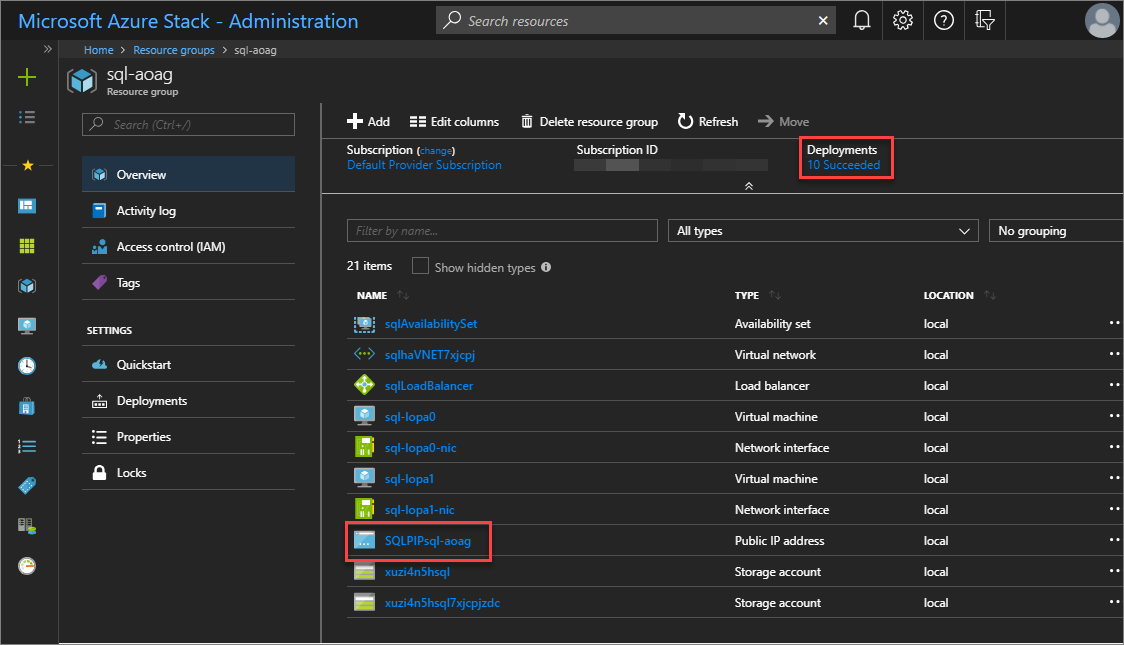 Microsoft Azure Stack - Administration
Search resources
Home > Resource groups > sql-aoag
sql-aoag
Resource group
Search (Ctrl+/)
Overview
Activity log
Access control (IAM)
Tags
SETTINGS
Quickstart
Deployments
Properties
Locks
Add Edit columns Delete resource group Refresh Move
Subscription (change) Subscription ID Deployments
Default Provider Subscription 10 Succeeded
Filter by name... All types No grouping
21 items Show hidden types
NAME TYPE LOCATION
sqlAvailabilitySet Availability set local
sqlhaVNET7xjcpj Virtual network local
sqlLoadBalancer Load balancer local
sql-lopa0 Virtual machine local
sql-lopa0-nic Network interface local
sql-lopa1 Virtual machine local
sql-lopa1-nic Network interface local
SQLPIPsql-aoag Public IP address local
xuzi4n5hsql Storage account local
xuzi4n5hsql7xjcpjzdc Storage account local